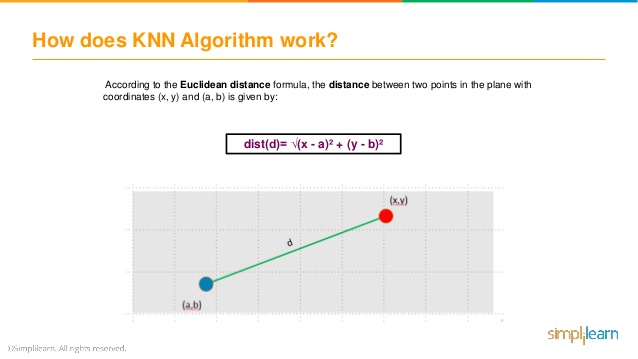 How does KNN Algorithm work?
According to the Euclidean distance formula, the distance between two points in the plane with
coordinates (x, y) and (a, b) is given by:
dist(d)= √(x - a)² + (y - b)²
(x,y)
d
(a,b)
©Simplilearn. All rights reserved.
simplilearn